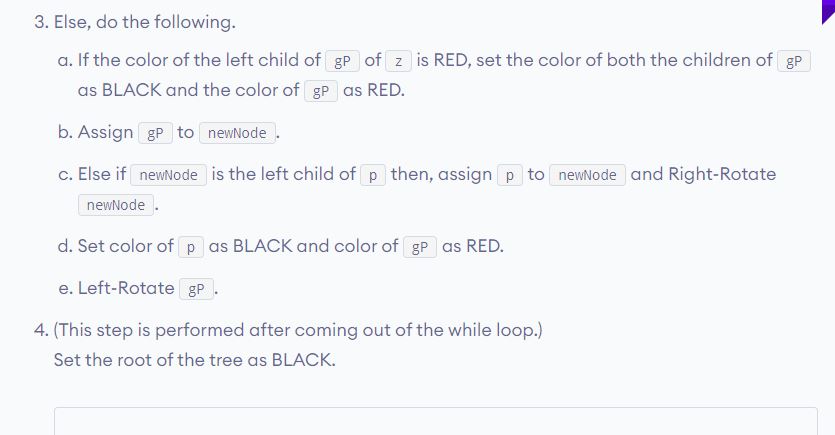 3. Else, do the following.
a. If the color of the left child of gP of z is RED, set the color of both the children of gP
as BLACK and the color of gP as RED.
b. Assign gP to newNode .
c. Else if newNode is the left child of p then, assign p to newNode and Right-Rotate
newNode .
d. Set color of p as BLACK and color of gP as RED.
e. Left-Rotate gP .
4. (This step is performed after coming out of the while loop.)
Set the root of the tree as BLACK.